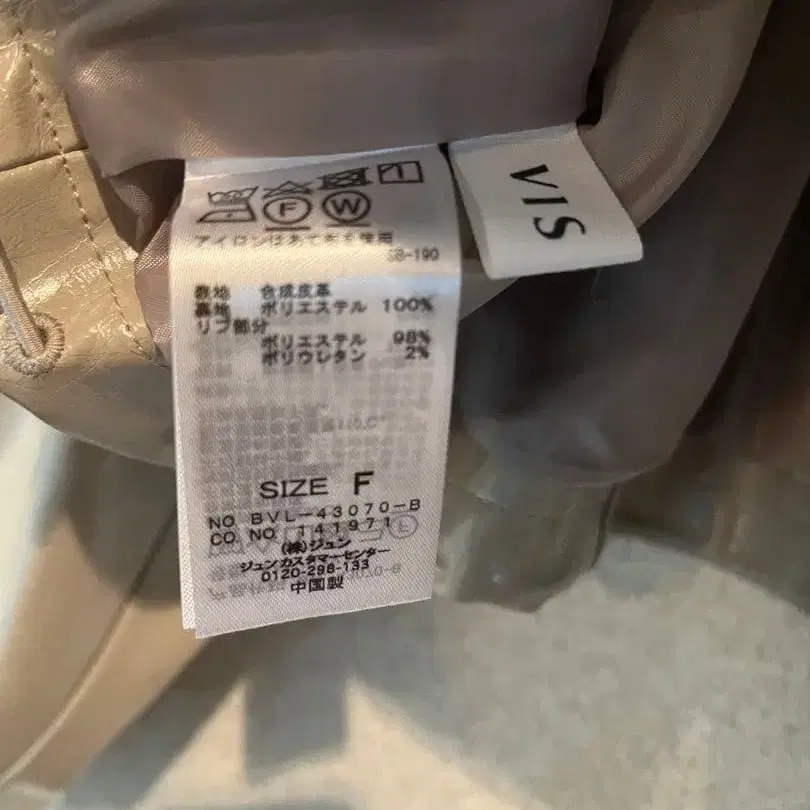 F W
アイロンはあて布を使用
SB-190
表地 合成皮革
裏地 ポリエステル 100%
リブ部分
ポリエステル 98%
ポリウレタン 2%
SIZE F
NO. BVL-43070-B
CO. NO. 141971
(株)ジュン
ジュンカスタマーセンター
0120-298-133
中国製
VIS